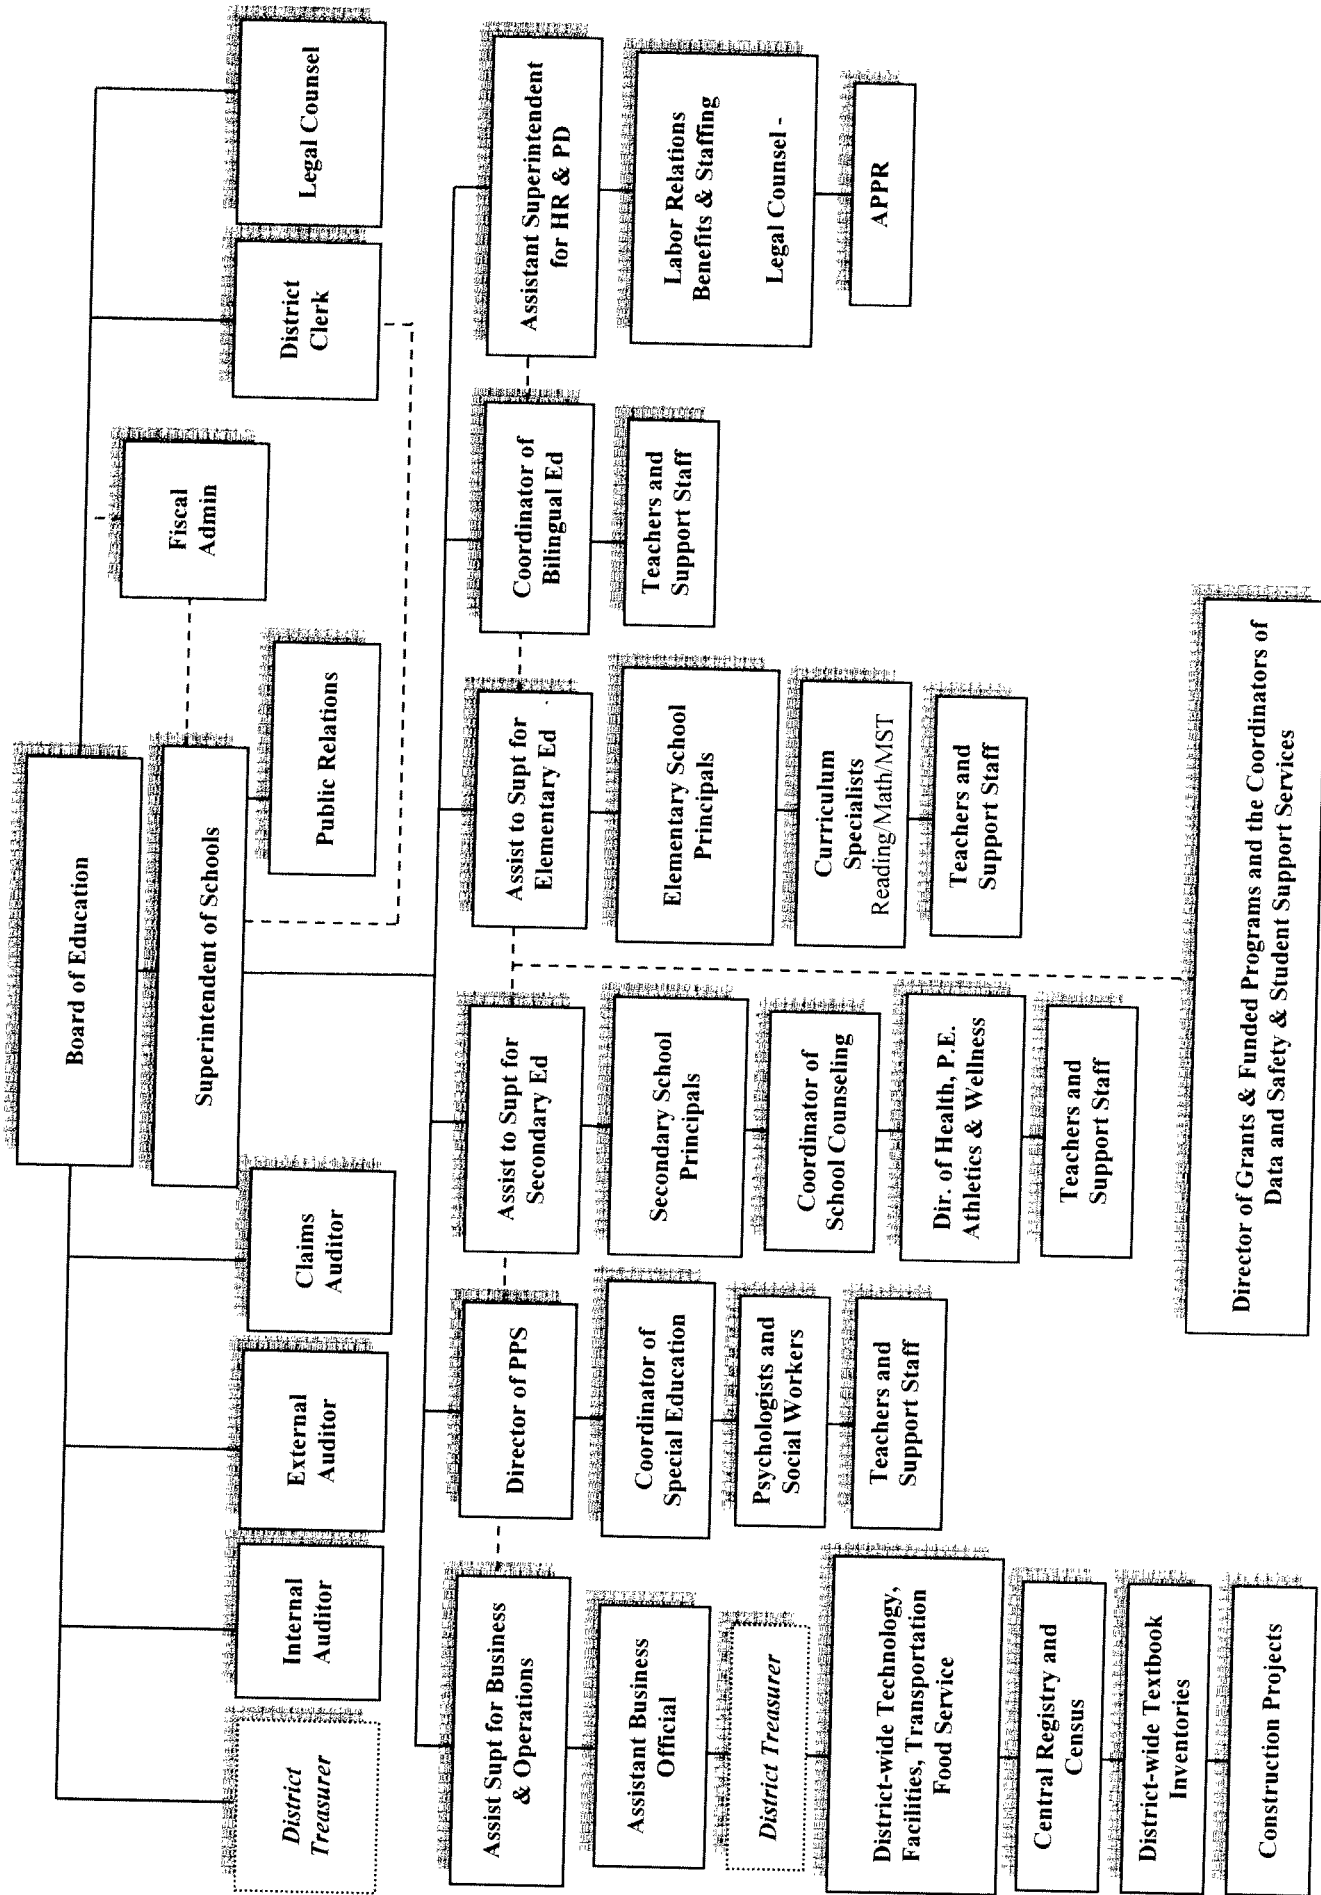 Board of Education
Superintendent of Schools
Fiscal
Admin
Public Relations
District
Treasurer
Internal
Auditor
External
Auditor
Claims
Auditor
District
Clerk
Legal Counsel
Assist Supt for Business
& Operations
Assistant Business
Official
District Treasurer
District-wide Technology,
Facilities, Transportation
Food Service
Central Registry and
Census
District-wide Textbook
Inventories
Construction Projects
Director of PPS
Coordinator of
Special Education
Psychologists and
Social Workers
Teachers and
Support Staff
Assist to Supt for
Secondary Ed
Secondary School
Principals
Coordinator of
School Counseling
Dir. of Health, P.E.
Athletics & Wellness
Teachers and
Support Staff
Assist to Supt for
Elementary Ed
Elementary School
Principals
Curriculum
Specialists
Reading/Math/MST
Teachers and
Support Staff
Coordinator of
Bilingual Ed
Teachers and
Support Staff
Assistant Superintendent
for HR & PD
Labor Relations
Benefits & Staffing
Legal Counsel -
APPR
Director of Grants & Funded Programs and the Coordinators of
Data and Safety & Student Support Services